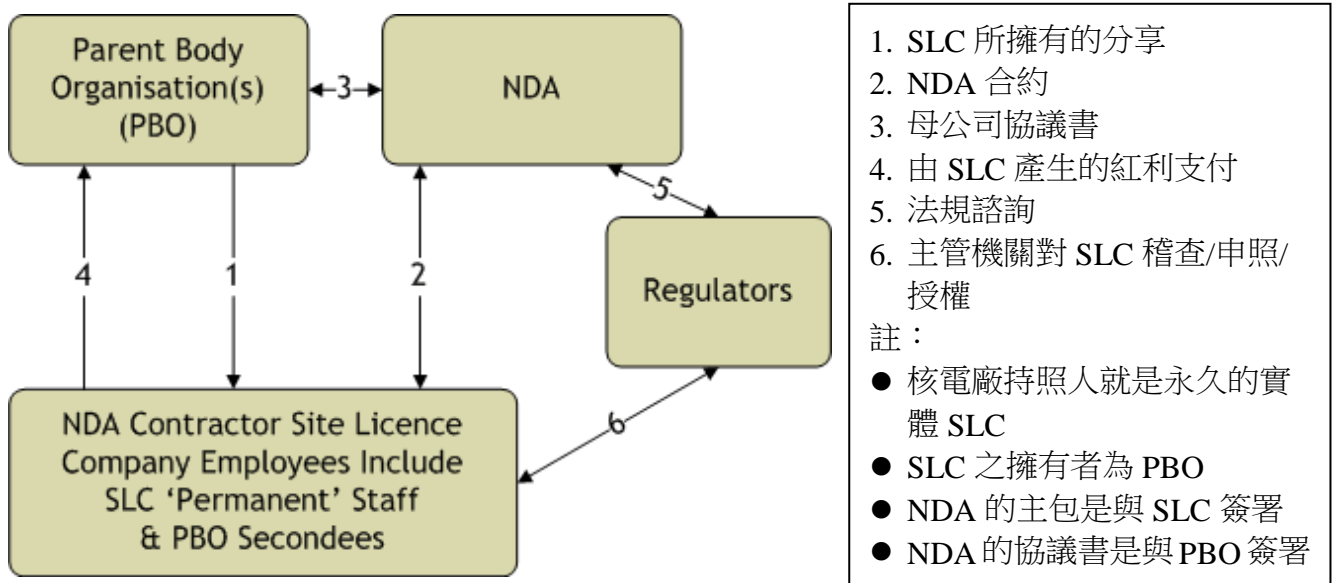 Parent Body
Organisation(s)
(PBO)
3
NDA
5
Regulators
4
1
2
6
NDA Contractor Site Licence
Company Employees Include
SLC ‘Permanent’ Staff
& PBO Secondees
1. SLC 所擁有的分享
2. NDA 合約
3. 母公司協議書
4. 由 SLC 產生的紅利支付
5. 法規諮詢
6. 主管機關對 SLC 稽查/申照/
授權
註：
● 核電廠持照人就是永久的實
體 SLC
● SLC 之擁有者為 PBO
● NDA 的主包是與 SLC 簽署
● NDA 的協議書是與 PBO 簽署